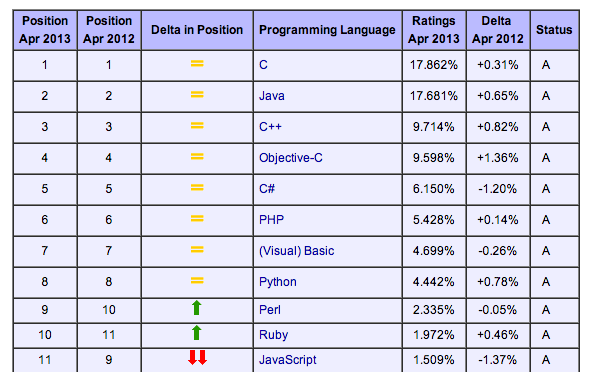 Position Apr 2013 Position Apr 2012 Delta in Position Programming Language Ratings Apr 2013 Delta Apr 2012 Status
1 1 = C 17.862% +0.31% A
2 2 = Java 17.681% +0.65% A
3 3 = C++ 9.714% +0.82% A
4 4 = Objective-C 9.598% +1.36% A
5 5 = C# 6.150% -1.20% A
6 6 = PHP 5.428% +0.14% A
7 7 = (Visual) Basic 4.699% -0.26% A
8 8 = Python 4.442% +0.78% A
9 10 Perl 2.335% -0.05% A
10 11 Ruby 1.972% +0.46% A
11 9 JavaScript 1.509% -1.37% A